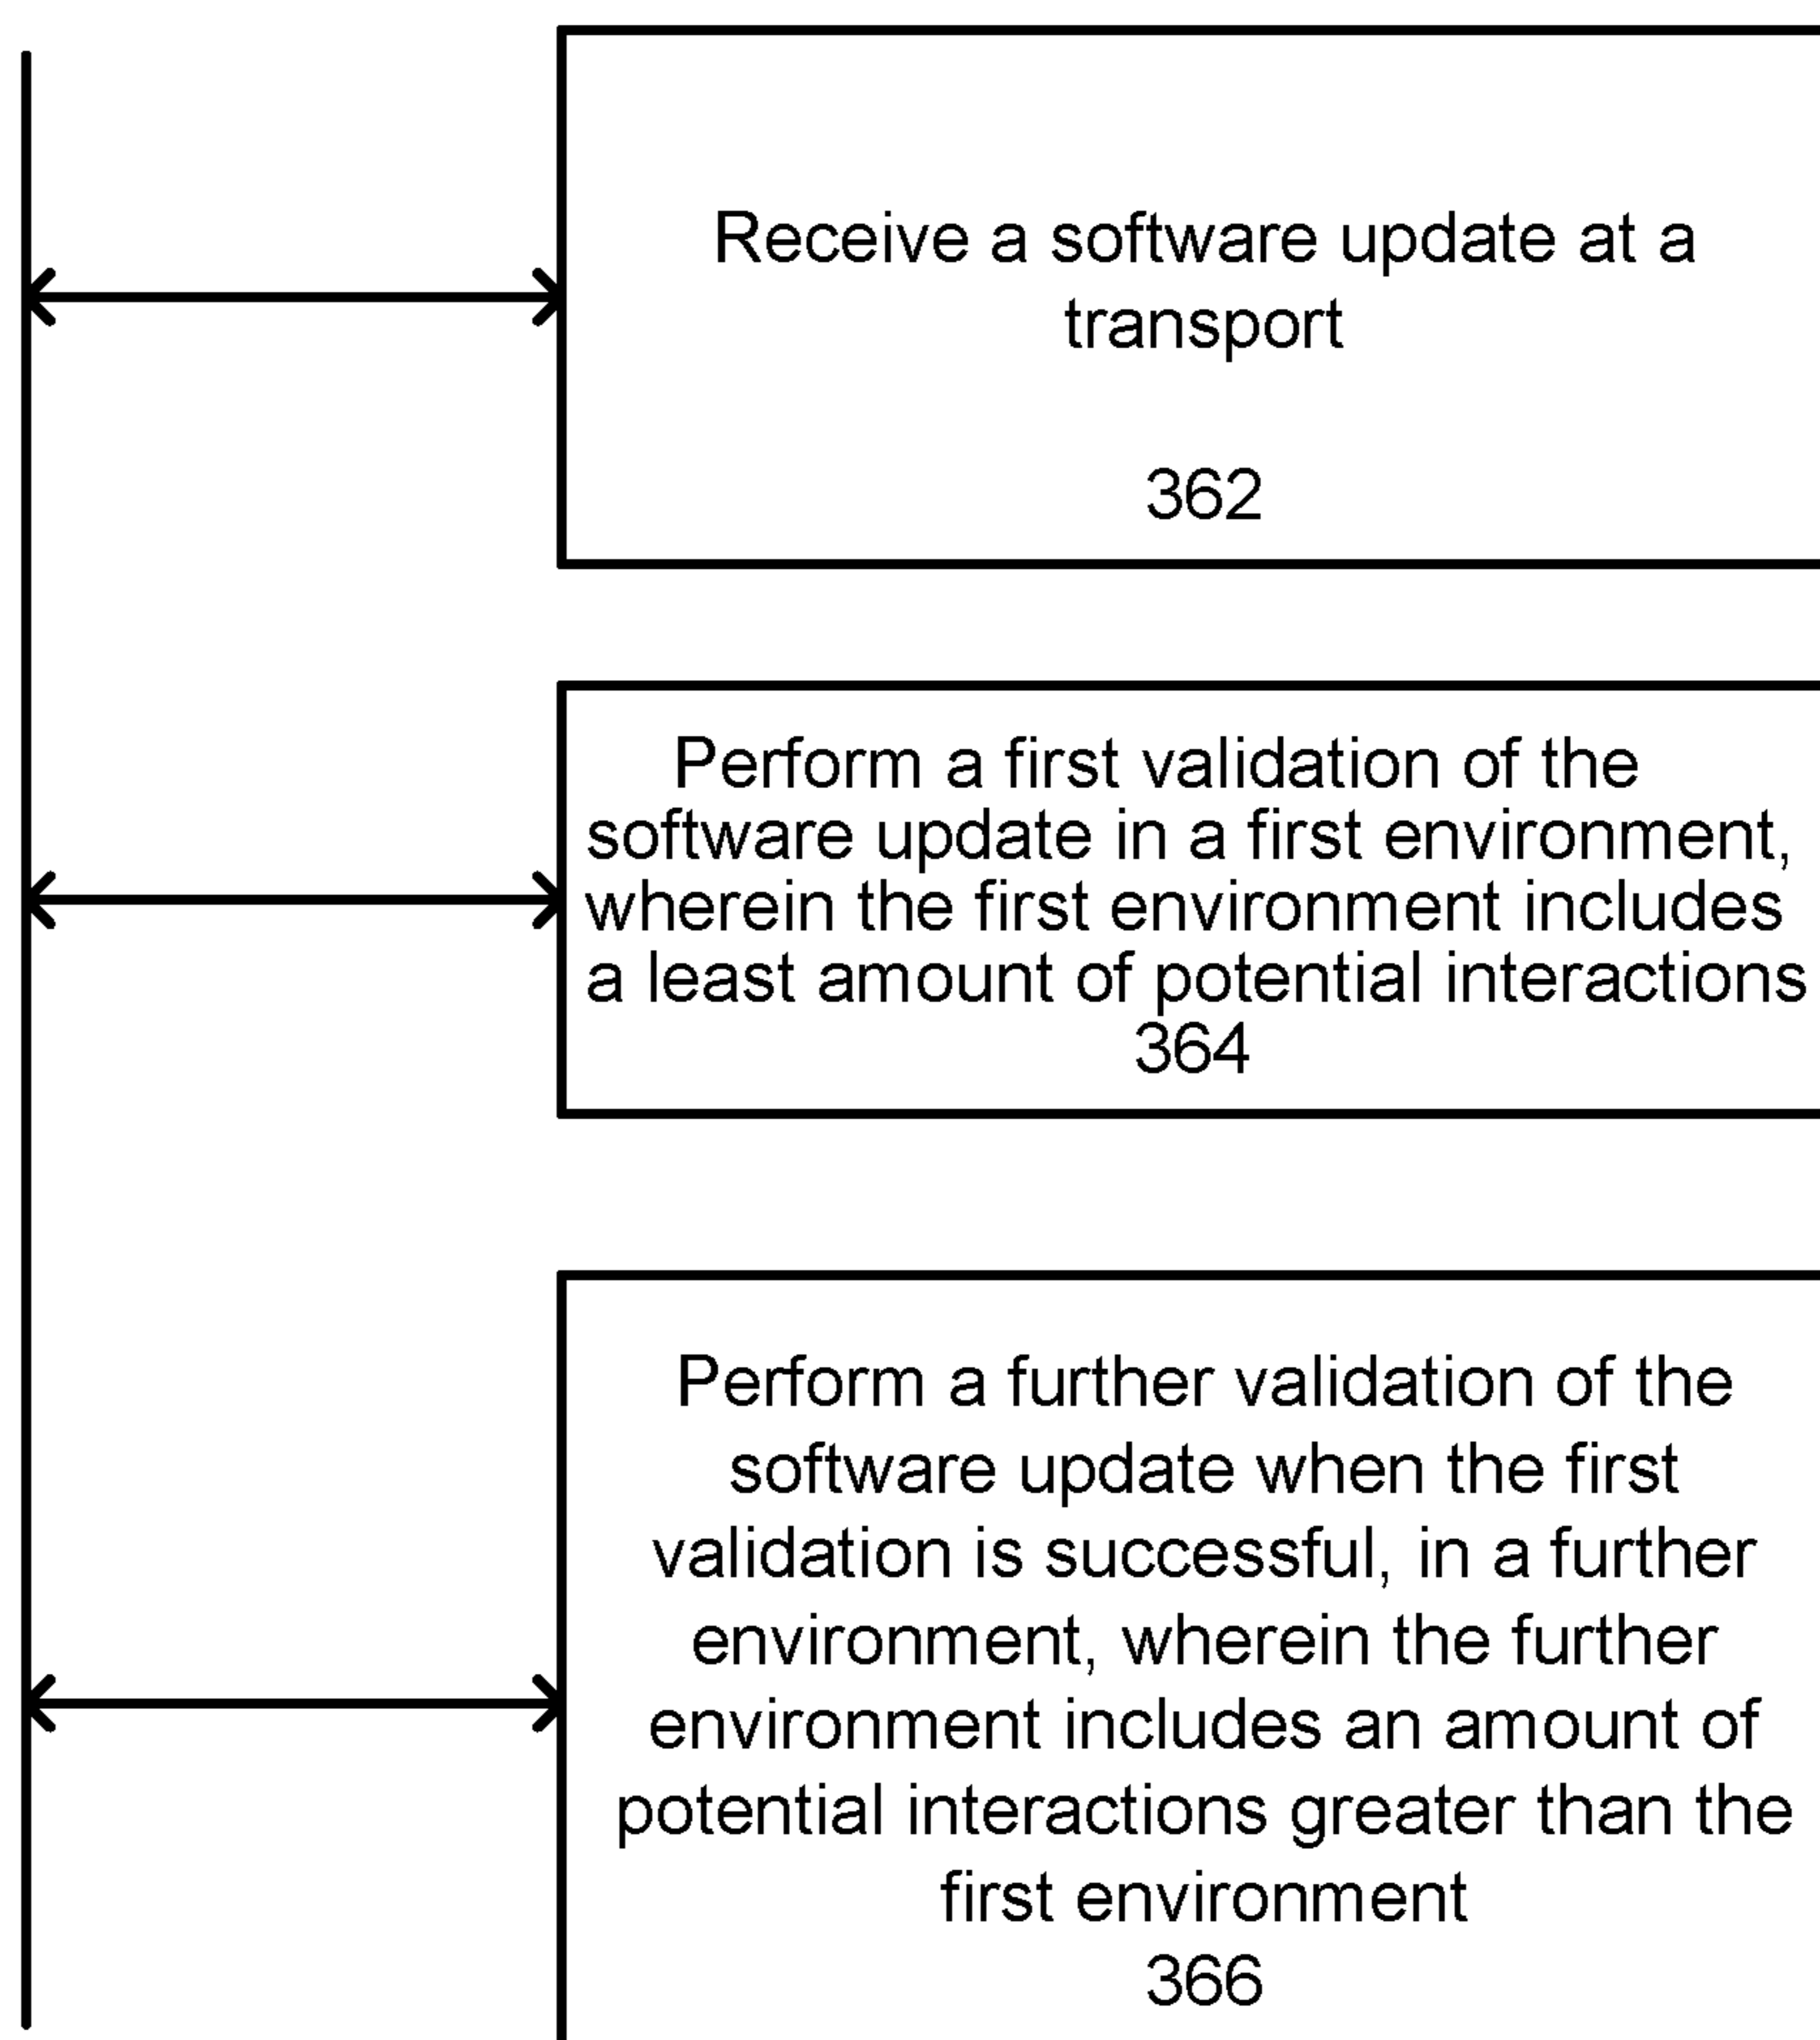 Receive a software update at a
transport
362
Perform a first validation of the
software update in a first environment,
wherein the first environment includes
a least amount of potential interactions
364
Perform a further validation of the
software update when the first
validation is successful, in a further
environment, wherein the further
environment includes an amount of
potential interactions greater than the
first environment
366